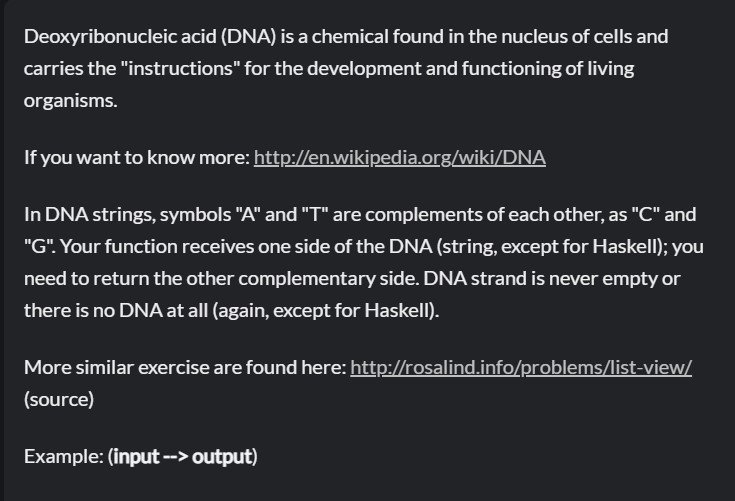 Deoxyribonucleic acid (DNA) is a chemical found in the nucleus of cells and
carries the "instructions" for the development and functioning of living
organisms.
If you want to know more: http://en.wikipedia.org/wiki/DNA
In DNA strings, symbols "A" and "T" are complements of each other, as "C" and
"G". Your function receives one side of the DNA (string, except for Haskell); you
need to return the other complementary side. DNA strand is never empty or
there is no DNA at all (again, except for Haskell).
More similar exercise are found here: http://rosalind.info/problems/list-view/
(source)
Example: (input --> output)